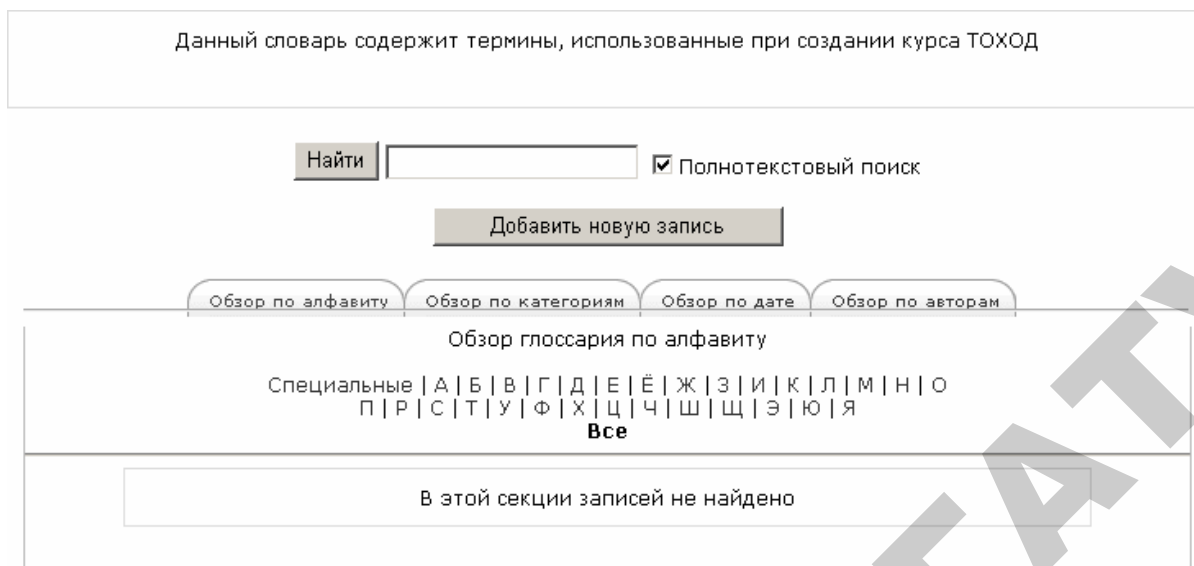 Данный словарь содержит термины, использованные при создании курса ТОХОД
Найти Полнотекстовый поиск
Добавить новую запись
Обзор по алфавиту Обзор по категориям Обзор по дате Обзор по авторам
Обзор глоссария по алфавиту
Специальные | А | Б | В | Г | Д | Е | Ё | Ж | З | И | К | Л | М | Н | О
П | Р | С | Т | У | Ф | Х | Ц | Ч | Ш | Щ | Э | Ю | Я
Все
В этой секции записей не найдено